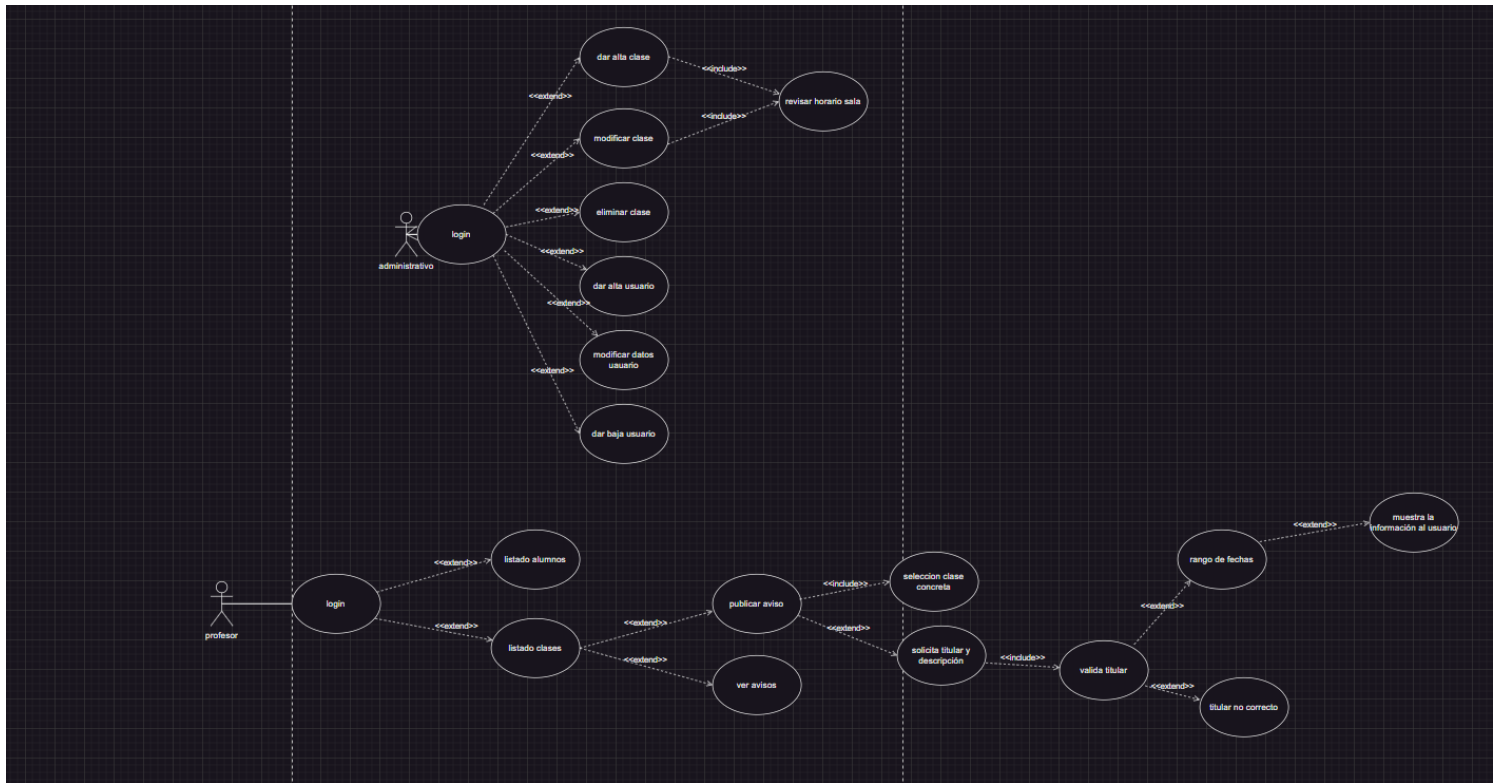 dar alta clase
<<include>>
<<extend>>
revisar horario sala
<<include>>
modificar clase
<<extend>>
<<extend>>
eliminar clase
login
administrativo
<<extend>>
dar alta usuario
<<extend>>
modificar datos
uauario
<<extend>>
dar baja usuario
muestra la
información al usuario
<<extend>>
rango de fechas
listado alumnos
<<extend>>
<<include>>
seleccion clase
concreta
login
publicar aviso
<<extend>>
profesor
<<extend>>
<<extend>>
<<extend>>
listado clases
solicita titular y
descripción
<<include>>
<<extend>>
valida titular
ver avisos
<<extend>>
titular no correcto